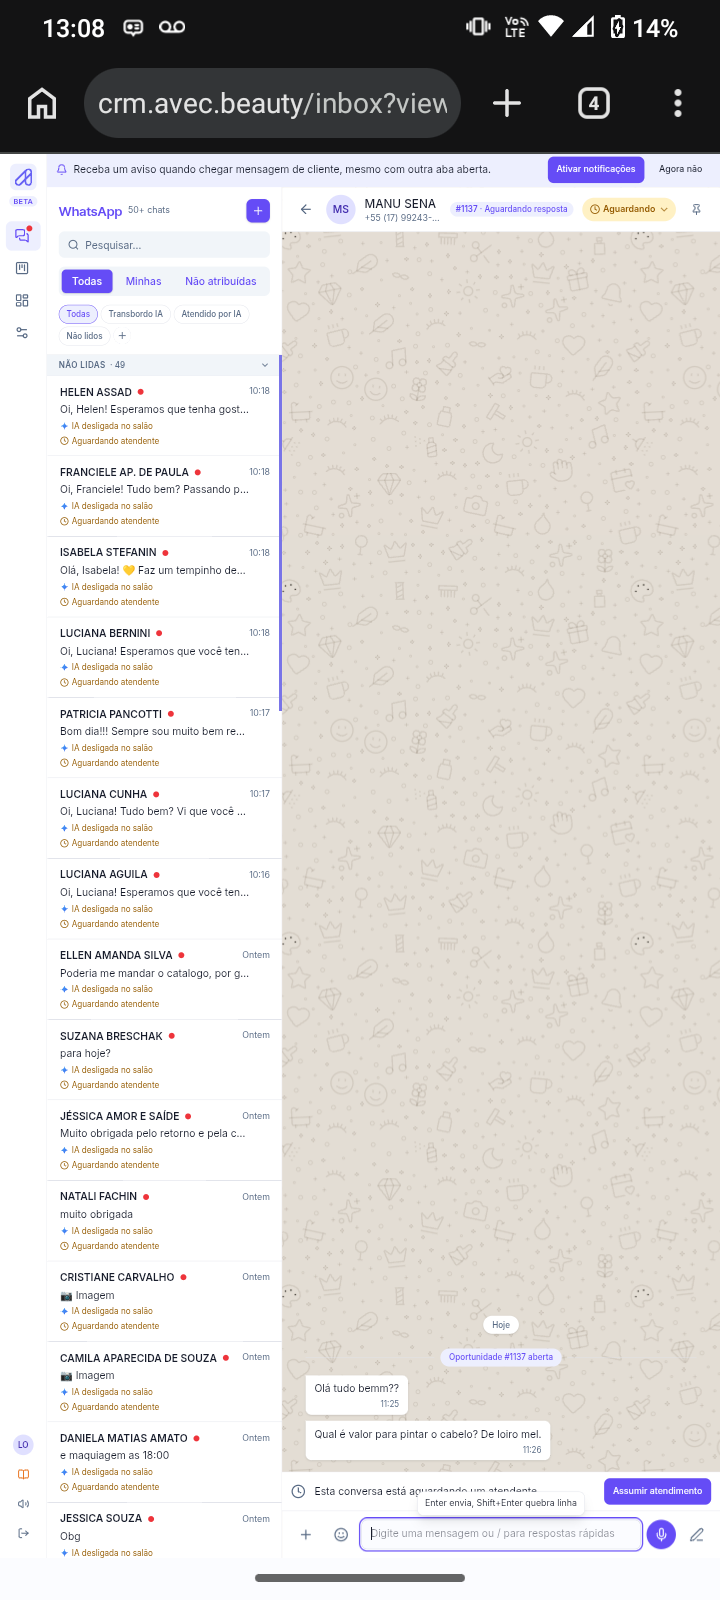 13:08
Vo)) LTE
14%
crm.avec.beauty/inbox?view
4
Receba um aviso quando chegar mensagem de cliente, mesmo com outra aba aberta.
Ativar notificações
Agora não
BETA
WhatsApp 50+ chats
Pesquisar...
Todas
Minhas
Não atribuídas
Todas
Transbordo IA
Atendido por IA
Não lidos
NÃO LIDAS · 49
HELEN ASSAD 10:18
Oi, Helen! Esperamos que tenha gost...
IA desligada no salão
Aguardando atendente
FRANCIELE AP. DE PAULA 10:18
Oi, Franciele! Tudo bem? Passando p...
IA desligada no salão
Aguardando atendente
ISABELA STEFANIN 10:18
Olá, Isabela! 💛 Faz um tempinho de...
IA desligada no salão
Aguardando atendente
LUCIANA BERNINI 10:18
Oi, Luciana! Esperamos que você ten...
IA desligada no salão
Aguardando atendente
PATRICIA PANCOTTI 10:17
Bom dia!!! Sempre sou muito bem re...
IA desligada no salão
Aguardando atendente
LUCIANA CUNHA 10:17
Oi, Luciana! Tudo bem? Vi que você ...
IA desligada no salão
Aguardando atendente
LUCIANA AGUILA 10:16
Oi, Luciana! Esperamos que você ten...
IA desligada no salão
Aguardando atendente
ELLEN AMANDA SILVA Ontem
Poderia me mandar o catalogo, por g...
IA desligada no salão
Aguardando atendente
SUZANA BRESCHAK Ontem
para hoje?
IA desligada no salão
Aguardando atendente
JÉSSICA AMOR E SAÍDE Ontem
Muito obrigada pelo retorno e pela c...
IA desligada no salão
Aguardando atendente
NATALI FACHIN Ontem
muito obrigada
IA desligada no salão
Aguardando atendente
CRISTIANE CARVALHO Ontem
📷 Imagem
IA desligada no salão
Aguardando atendente
CAMILA APARECIDA DE SOUZA Ontem
📷 Imagem
IA desligada no salão
Aguardando atendente
DANIELA MATIAS AMATO Ontem
e maquiagem as 18:00
IA desligada no salão
Aguardando atendente
JESSICA SOUZA Ontem
Obg
IA desligada no salão
LO
MS
MANU SENA
+55 (17) 99243-...
#1137 · Aguardando resposta
Aguardando
Hoje
Oportunidade #1137 aberta
Olá tudo bemm??
11:25
Qual é valor para pintar o cabelo? De loiro mel.
11:26
Esta conversa está aguardando um atendente
Assumir atendimento
Enter envia, Shift+Enter quebra linha
Digite uma mensagem ou / para respostas rápidas